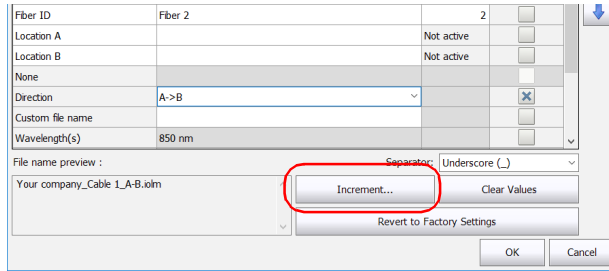 Fiber ID Fiber 2 2
Location A Not active
Location B Not active
None
Direction A->B
Custom file name
Wavelength(s) 850 nm
File name preview : Separator: Underscore (_)
Your company_Cable 1_A-B.iolm
Increment... Clear Values
Revert to Factory Settings
OK Cancel